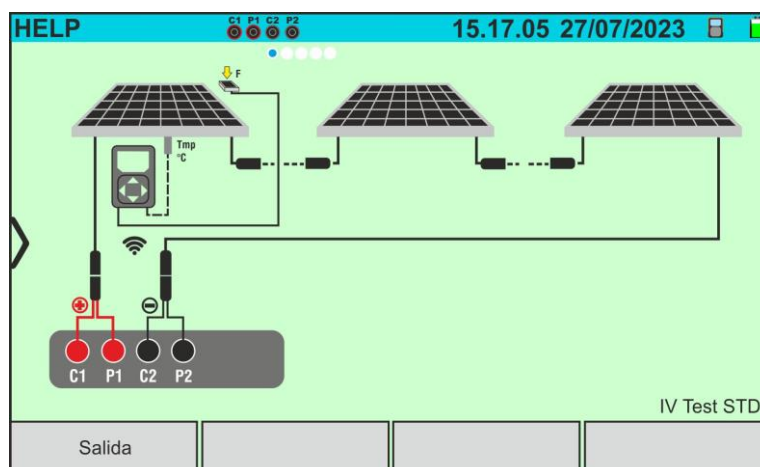 HELP C1 P1 C2 P2 15.17.05 27/07/2023
F
Tmp
°C
C1 P1 C2 P2
IV Test STD
Salida